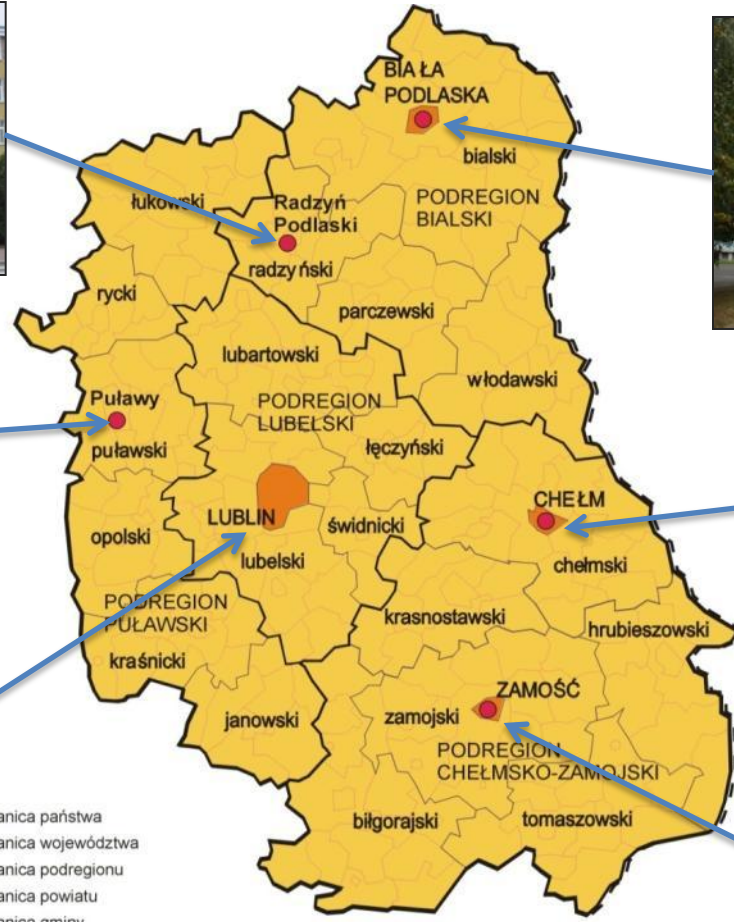 BIAŁA
PODLASKA
bialski
łukowski
Radzyń
Podlaski
PODREGION
BIALSKI
radzyński
rycki
parczewski
lubartowski
włodawski
Puławy
PODREGION
LUBELSKI
puławski
łęczyński
CHEŁM
LUBLIN
świdnicki
opolski
lubelski
chełmski
PODREGION
PUŁAWSKI
krasnostawski
hrubieszowski
kraśnicki
ZAMOŚĆ
janowski
zamojski
PODREGION
CHEŁMSKO-ZAMOJSKI
biłgorajski
tomaszowski
anica państwa
anica województwa
anica podregionu
anica powiatu
anica gminy